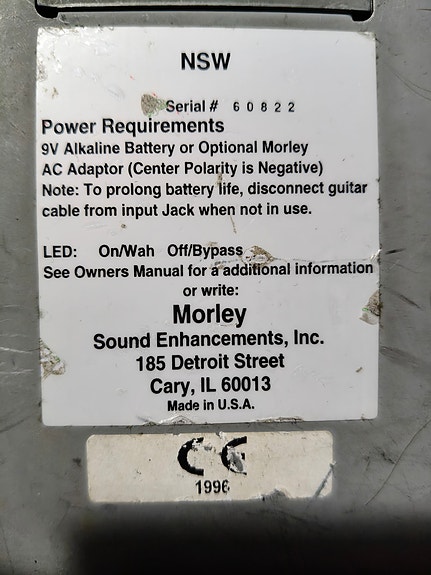 NSW
Serial # 60822
Power Requirements
9V Alkaline Battery or Optional Morley
AC Adaptor (Center Polarity is Negative)
Note: To prolong battery life, disconnect guitar
cable from input Jack when not in use.
LED: On/Wah Off/Bypass
See Owners Manual for a additional information
or write:
Morley
Sound Enhancements, Inc.
185 Detroit Street
Cary, IL 60013
Made in U.S.A.
CE
1996